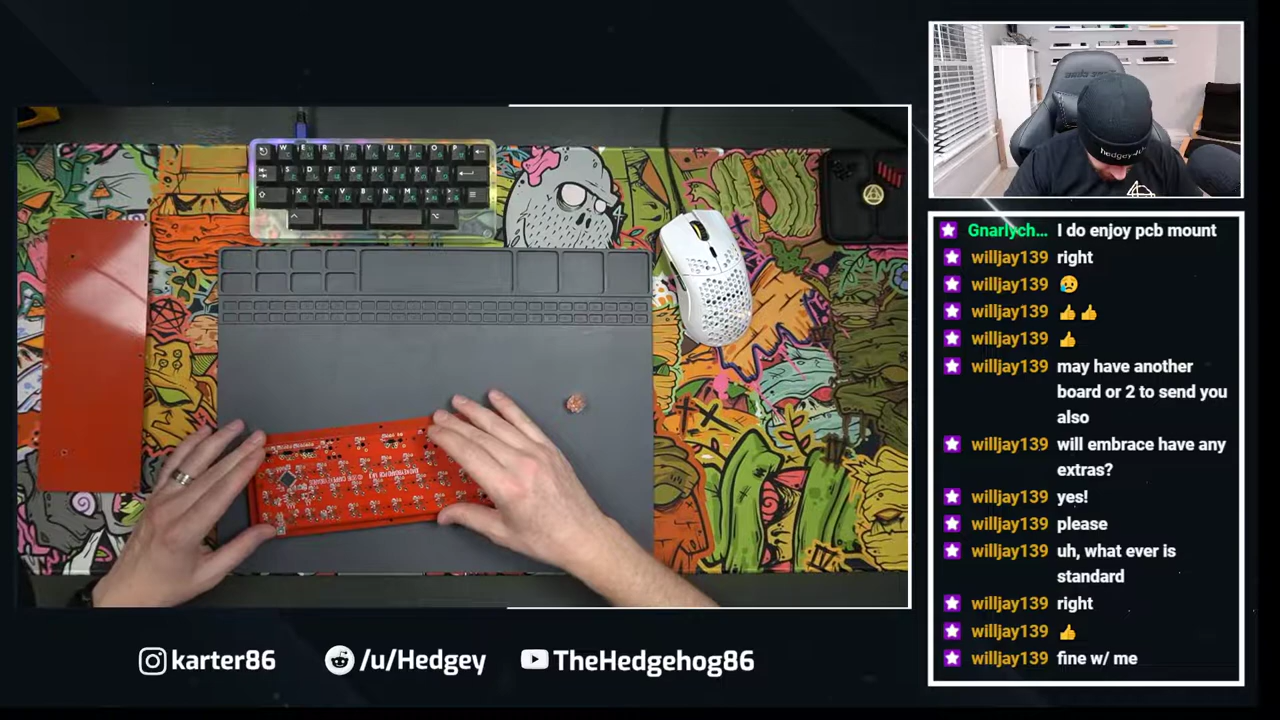 W E R T Y U I O P
S D F G H J K L
X C V B N M
hedgey
Gnarlych... I do enjoy pcb mount
willjay139 right
willjay139 😥
willjay139 👍👍
willjay139 👍
willjay139 may have another
board or 2 to send you
also
willjay139 will embrace have any
extras?
willjay139 yes!
willjay139 please
willjay139 uh, what ever is
standard
willjay139 right
willjay139 👍
willjay139 fine w/ me
karter86
/u/Hedgey
TheHedgehog86